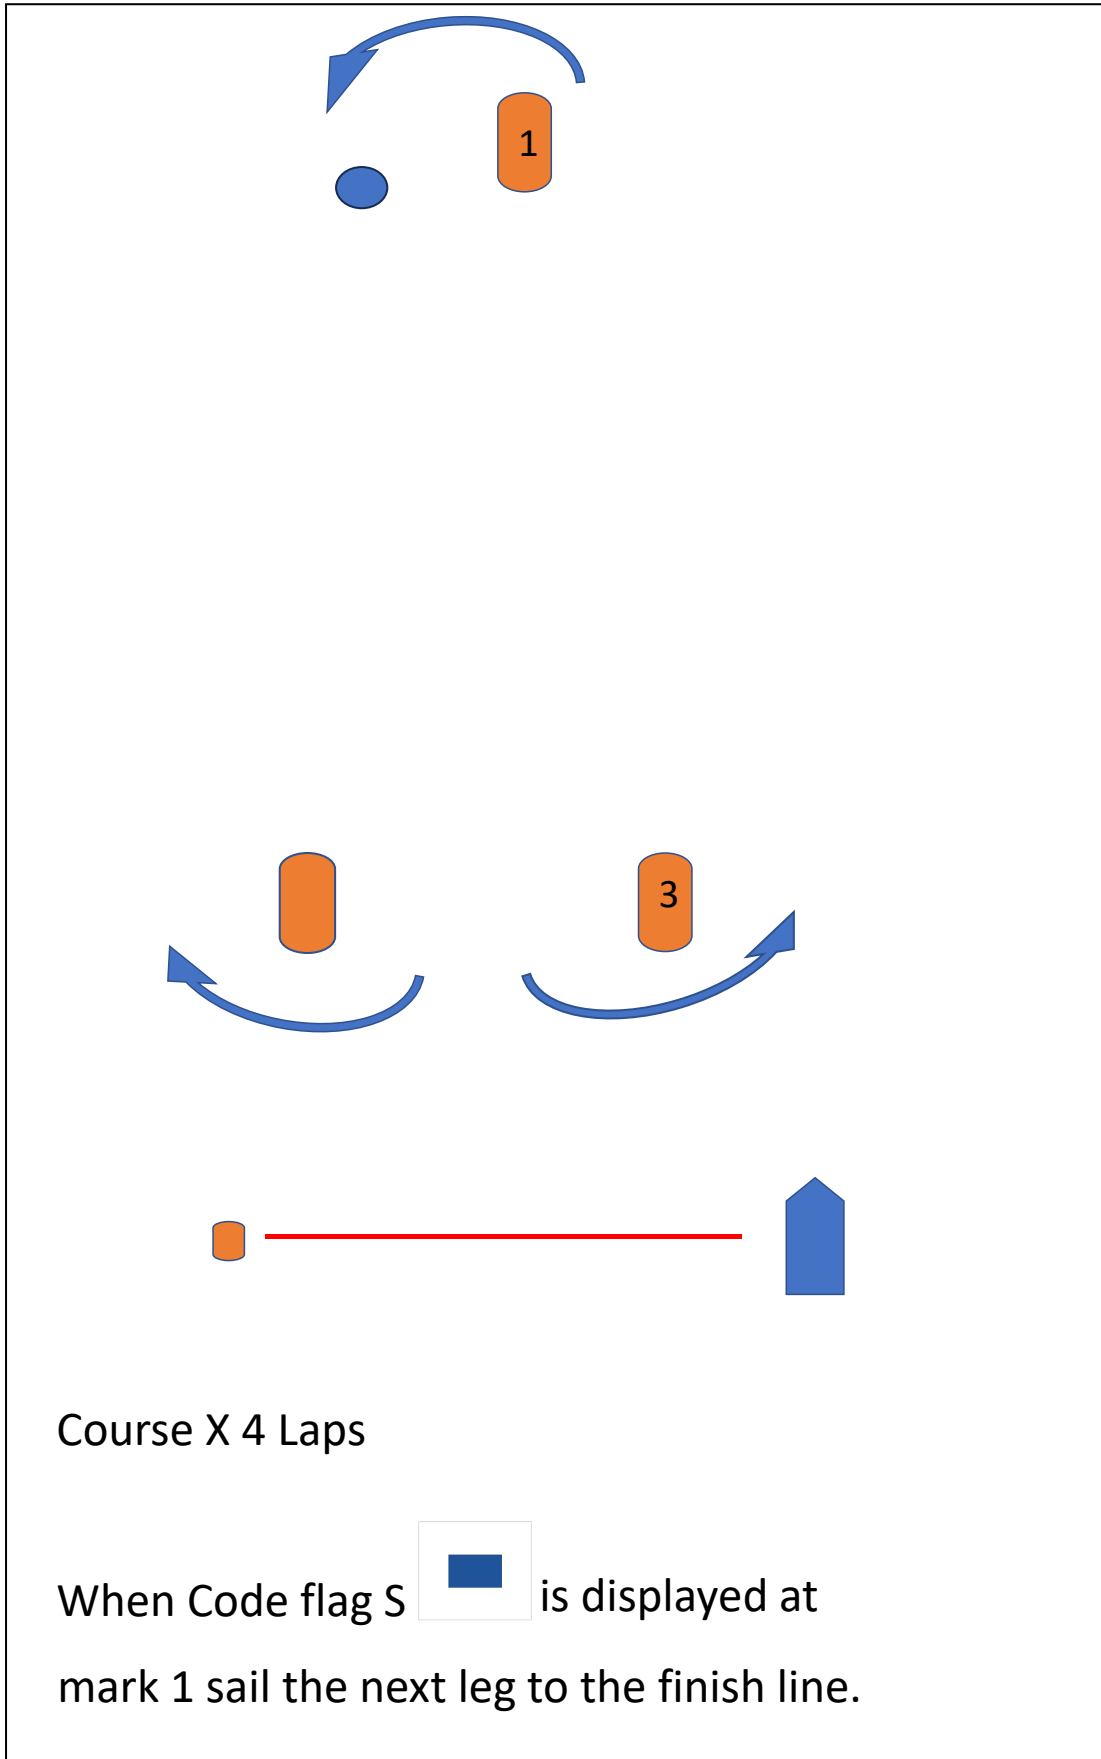 1
3
Course X 4 Laps
When Code flag S is displayed at
mark 1 sail the next leg to the finish line.